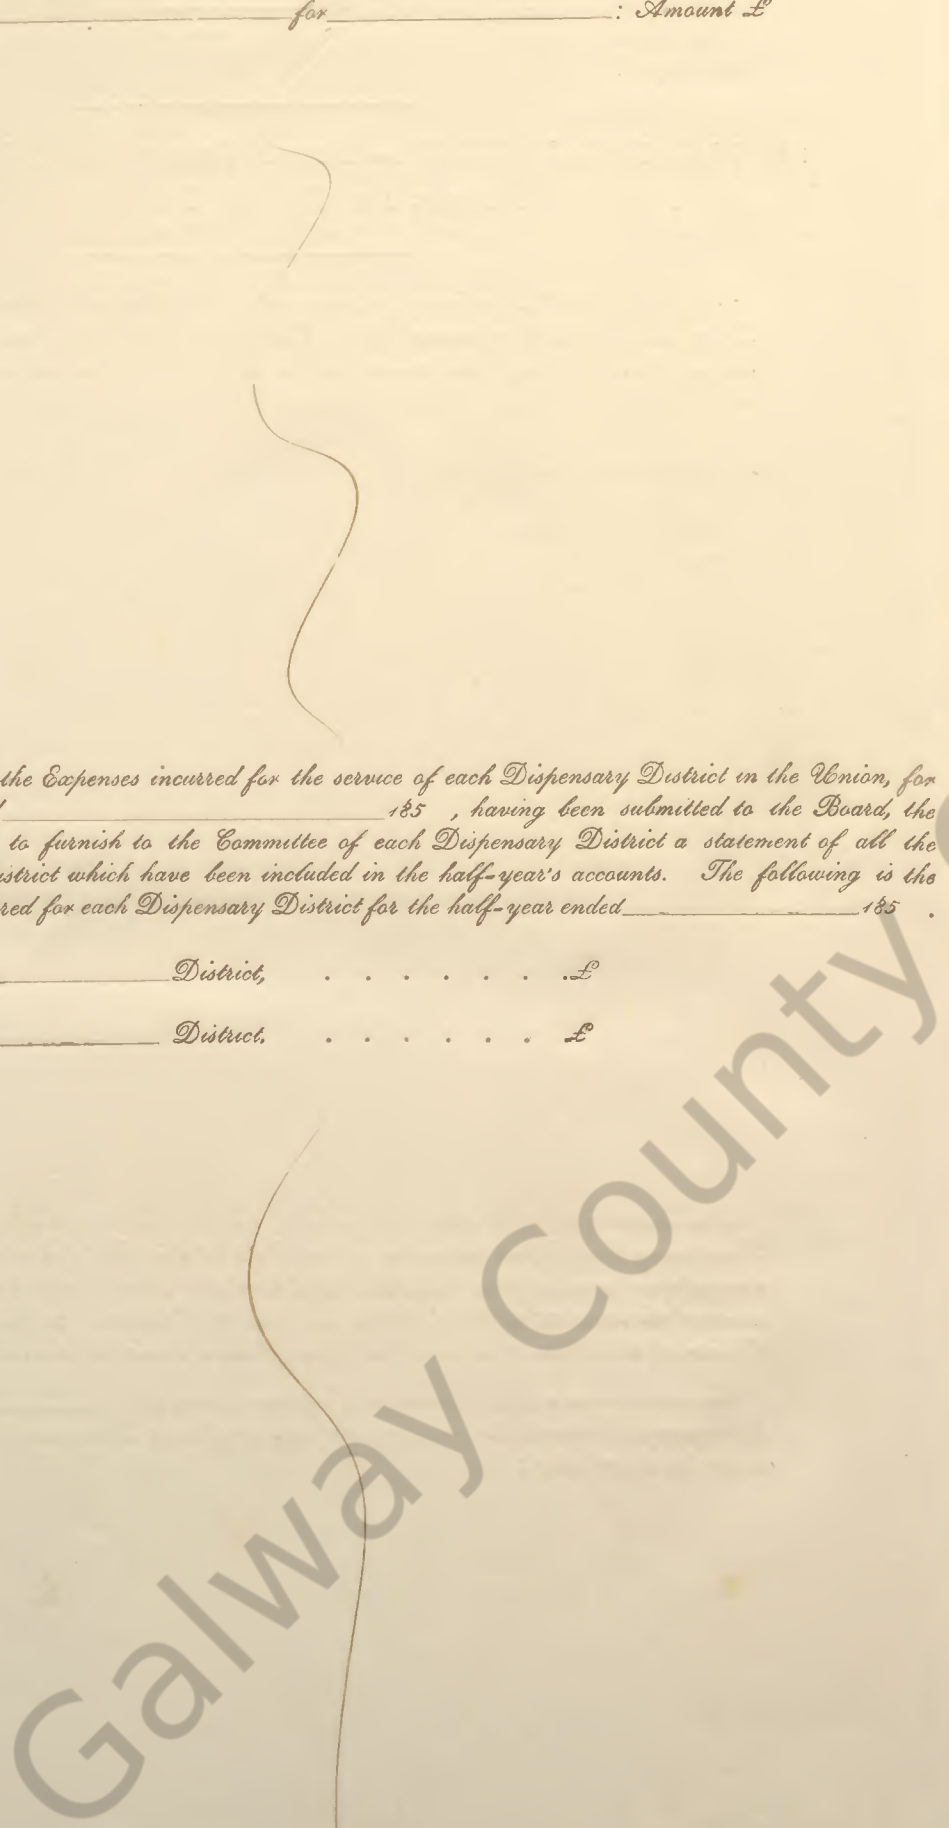 for : Amount £
the Expenses incurred for the service of each Dispensary District in the Union, for
185 , having been submitted to the Board, the
to furnish to the Committee of each Dispensary District a statement of all the
istrict which have been included in the half-year's accounts. The following is the
red for each Dispensary District for the half-year ended 185 .
District, . . . . . . . £
District. . . . . . . £
Galway County